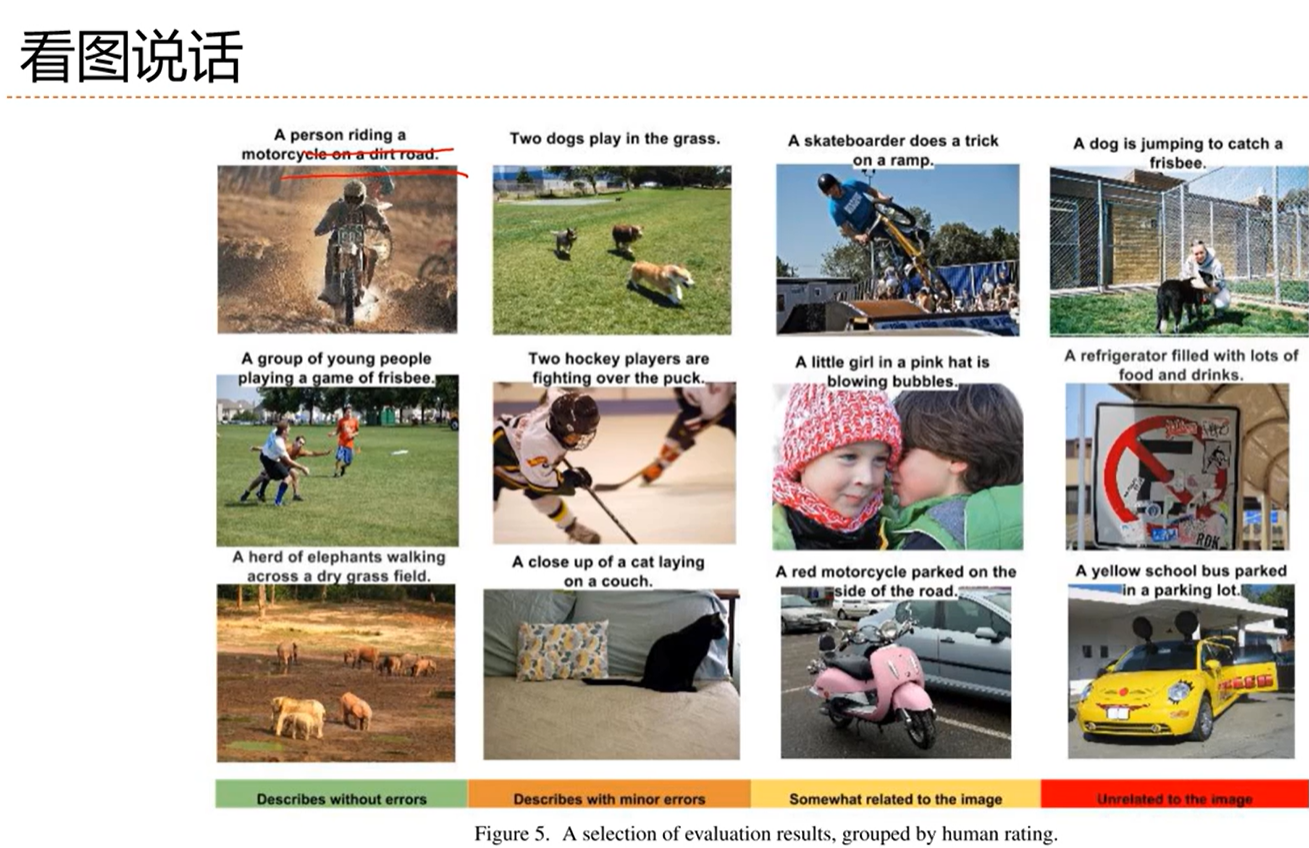 看图说话
A person riding a
motorcycle on a dirt road.
Two dogs play in the grass.
A skateboarder does a trick
on a ramp.
A dog is jumping to catch a
frisbee.
A group of young people
playing a game of frisbee.
Two hockey players are
fighting over the puck.
A little girl in a pink hat is
blowing bubbles.
A refrigerator filled with lots of
food and drinks.
RDK
A herd of elephants walking
across a dry grass field.
A close up of a cat laying
on a couch.
A red motorcycle parked on the
side of the road.
A yellow school bus parked
in a parking lot.
Describes without errors
Describes with minor errors
Somewhat related to the image
Unrelated to the image
Figure 5. A selection of evaluation results, grouped by human rating.